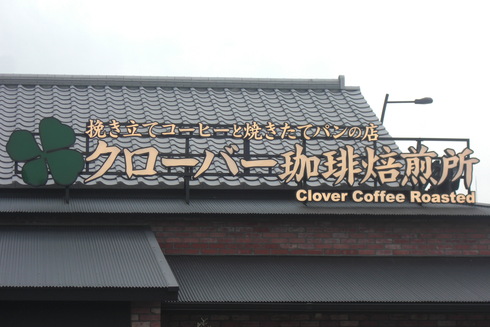 挽き立てコーヒーと焼きたてパンの店
クローバー珈琲焙煎所
Clover Coffee Roasted